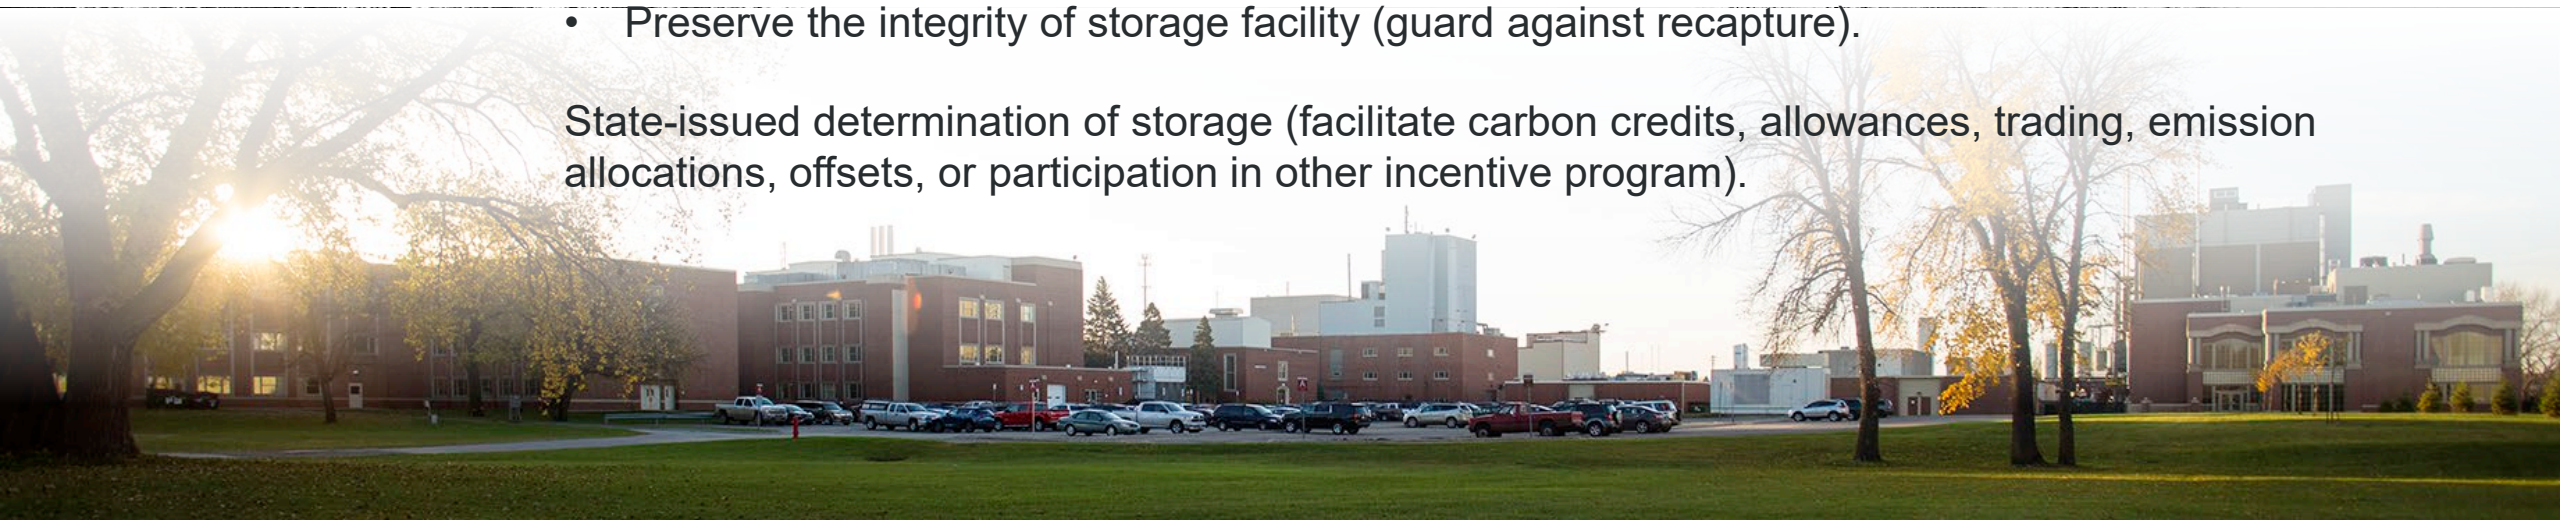 • Preserve the integrity of storage facility (guard against recapture).
State-issued determination of storage (facilitate carbon credits, allowances, trading, emission
allocations, offsets, or participation in other incentive program).